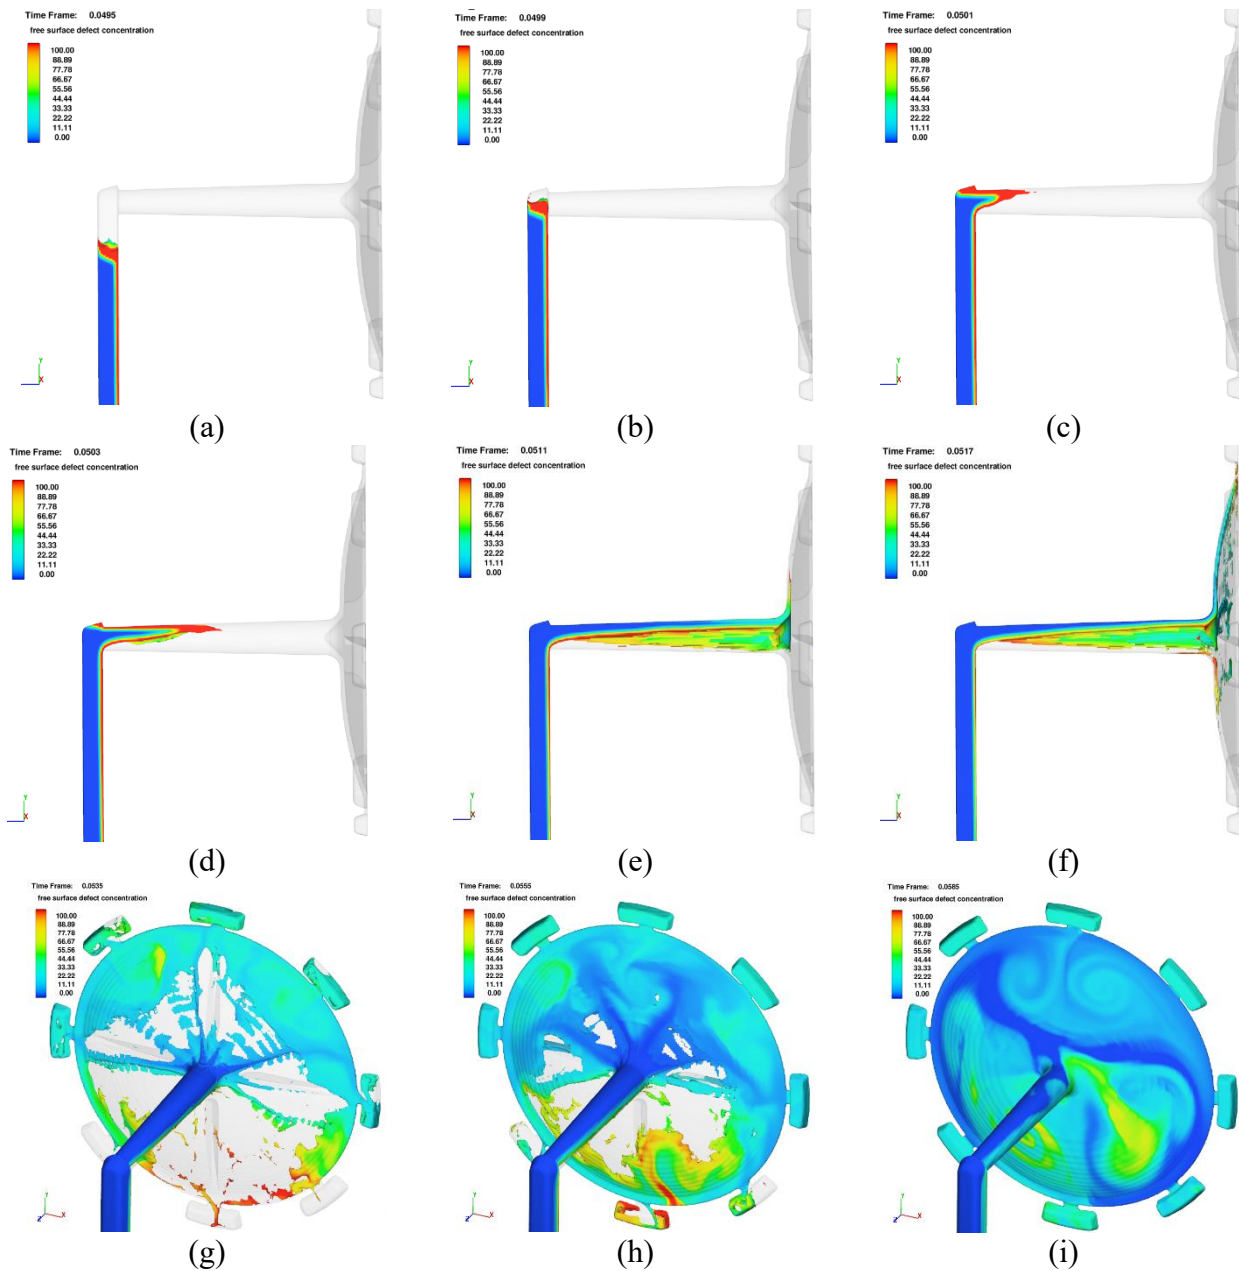 Time Frame: 0.0495
free surface defect concentration
100.00
88.89
77.78
66.67
55.56
44.44
33.33
22.22
11.11
0.00
Y
X
(a)
Time Frame: 0.0499
free surface defect concentration
100.00
88.89
77.78
66.67
55.56
44.44
33.33
22.22
11.11
0.00
Y
X
(b)
Time Frame: 0.0501
free surface defect concentration
100.00
88.89
77.78
66.67
55.56
44.44
33.33
22.22
11.11
0.00
Y
X
(c)
Time Frame: 0.0503
free surface defect concentration
100.00
88.89
77.78
66.67
55.56
44.44
33.33
22.22
11.11
0.00
Y
X
(d)
Time Frame: 0.0511
free surface defect concentration
100.00
88.89
77.78
66.67
55.56
44.44
33.33
22.22
11.11
0.00
Y
X
(e)
Time Frame: 0.0517
free surface defect concentration
100.00
88.89
77.78
66.67
55.56
44.44
33.33
22.22
11.11
0.00
Y
X
(f)
Time Frame: 0.0535
free surface defect concentration
100.00
88.89
77.78
66.67
55.56
44.44
33.33
22.22
11.11
0.00
Y
Z X
(g)
Time Frame: 0.0555
free surface defect concentration
100.00
88.89
77.78
66.67
55.56
44.44
33.33
22.22
11.11
0.00
Y
Z X
(h)
Time Frame: 0.0585
free surface defect concentration
100.00
88.89
77.78
66.67
55.56
44.44
33.33
22.22
11.11
0.00
Y
Z X
(i)